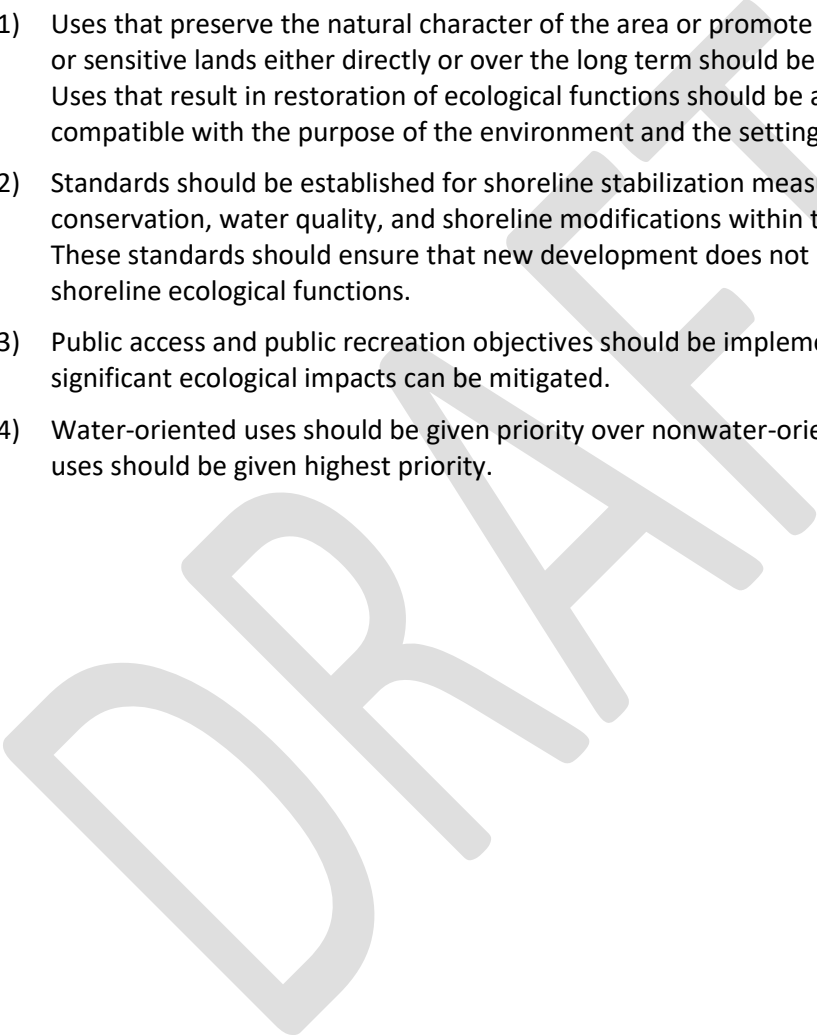 1) Uses that preserve the natural character of the area or promote
or sensitive lands either directly or over the long term should be
Uses that result in restoration of ecological functions should be a
compatible with the purpose of the environment and the setting
2) Standards should be established for shoreline stabilization meas
conservation, water quality, and shoreline modifications within t
These standards should ensure that new development does not
shoreline ecological functions.
3) Public access and public recreation objectives should be impleme
significant ecological impacts can be mitigated.
4) Water-oriented uses should be given priority over nonwater-orie
uses should be given highest priority.
DRAFT